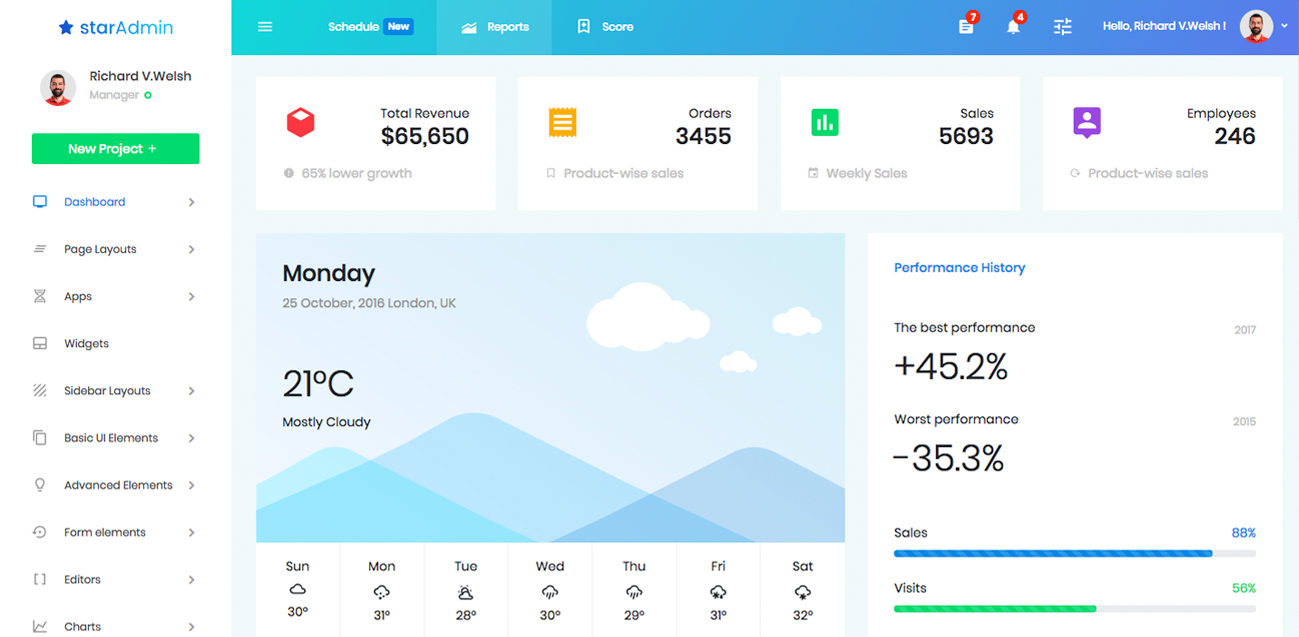 starAdmin
Schedule New Reports Score 7 4 Hello, Richard V.Welsh !
Richard V.Welsh
Manager
New Project +
Dashboard
Page Layouts
Apps
Widgets
Sidebar Layouts
Basic UI Elements
Advanced Elements
Form elements
Editors
Charts
Total Revenue
$65,650
65% lower growth
Orders
3455
Product-wise sales
Sales
5693
Weekly Sales
Employees
246
Product-wise sales
Monday
25 October, 2016 London, UK
21°C
Mostly Cloudy
Sun Mon Tue Wed Thu Fri Sat
30° 31° 28° 30° 29° 31° 32°
Performance History
The best performance 2017
+45.2%
Worst performance 2015
-35.3%
Sales 88%
Visits 56%